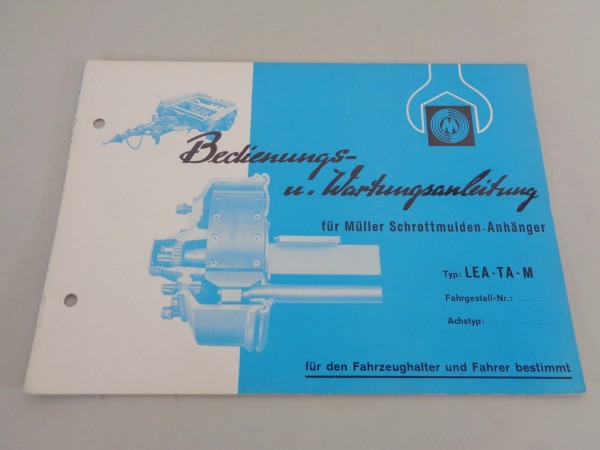 M
Bedienungs-
u. Wartungsanleitung
für Müller Schrottmulden-Anhänger
Typ: LEA-TA-M
Fahrgestell-Nr.:
Achstyp:
für den Fahrzeughalter und Fahrer bestimmt